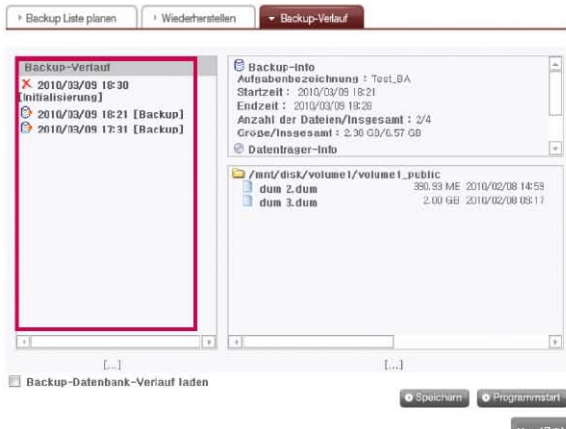 Backup Liste planen
Wiederherstellen
Backup-Verlauf
Backup-Verlauf
2010/03/09 18:30
[Initialisierung]
2010/03/09 18:21 [Backup]
2010/03/09 17:31 [Backup]
Backup-Info
Aufgabenbezeichnung : Test_BA
Startzeit : 2010/03/09 18:21
Endzeit : 2010/03/09 18:28
Anzahl der Dateien/Insgesamt : 2/4
Größe/Insgesamt : 2.30 GB/6.57 GB
Datenträger-Info
/mnt/disk/volume1/volume1_public
dum 2.dum 2010/02/08 14:59
dum 3.dum 2.00 GB 2010/02/08 09:17
[...]
[...]
Backup-Datenbank-Verlauf laden
Speichern
Programmstart